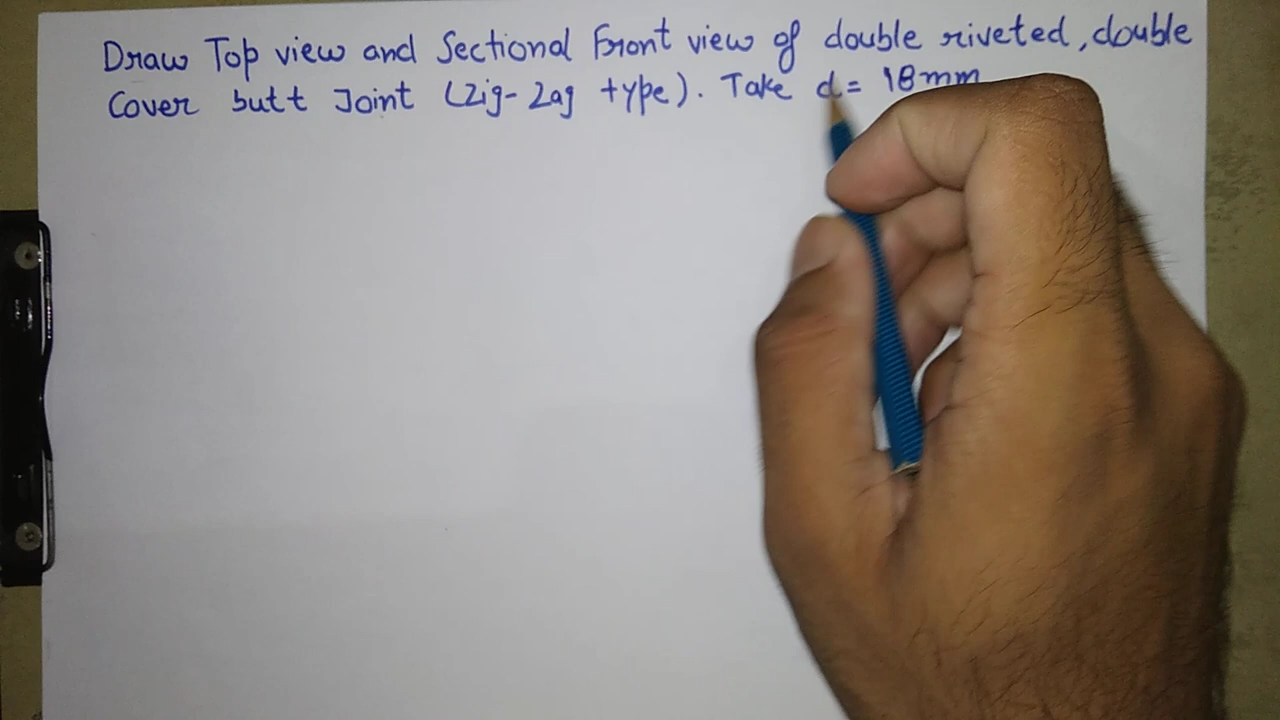 Draw Top view and Sectional Front view of double riveted, double
Cover butt Joint (Zig-Zag type). Take d= 18mm